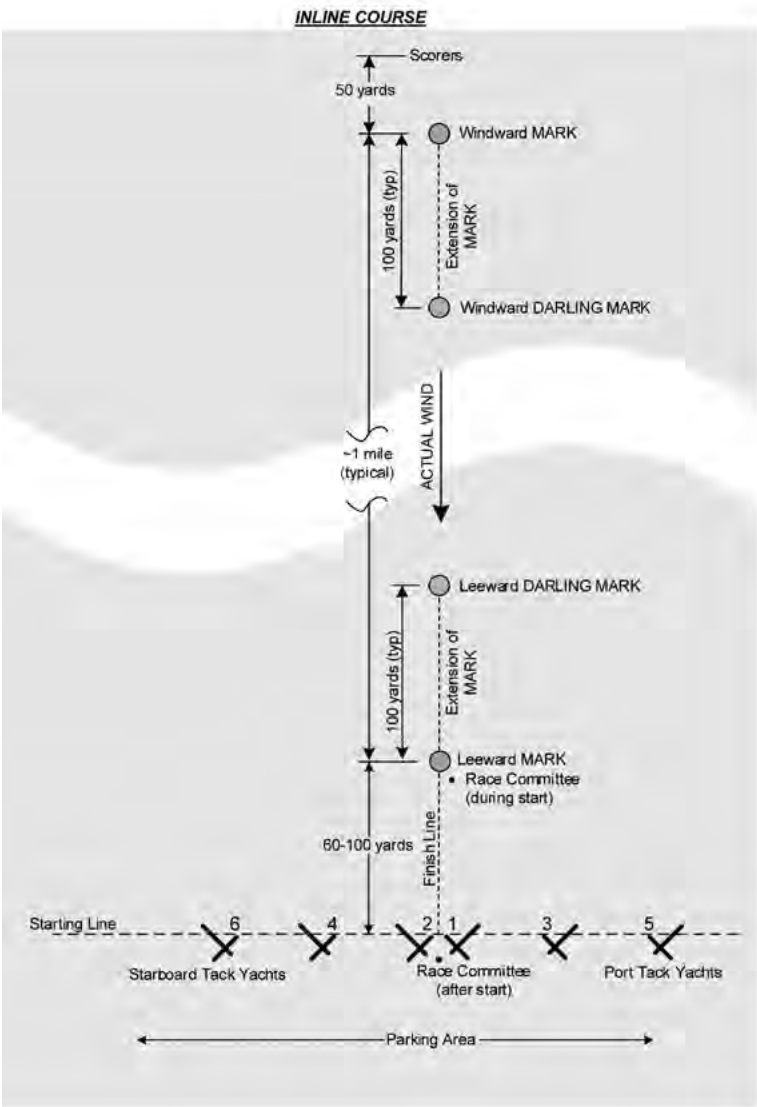 INLINE COURSE
Scorers
50 yards
Windward MARK
100 yards (typ)
Extension of
MARK
Windward DARLING MARK
ACTUAL WIND
~1 mile
(typical)
Leeward DARLING MARK
100 yards (typ)
Extension of
MARK
Leeward MARK
• Race Committee
(during start)
60-100 yards
Finish Line
Starting Line
6 4 2 1 3 5
Starboard Tack Yachts
Race Committee
(after start)
Port Tack Yachts
Parking Area